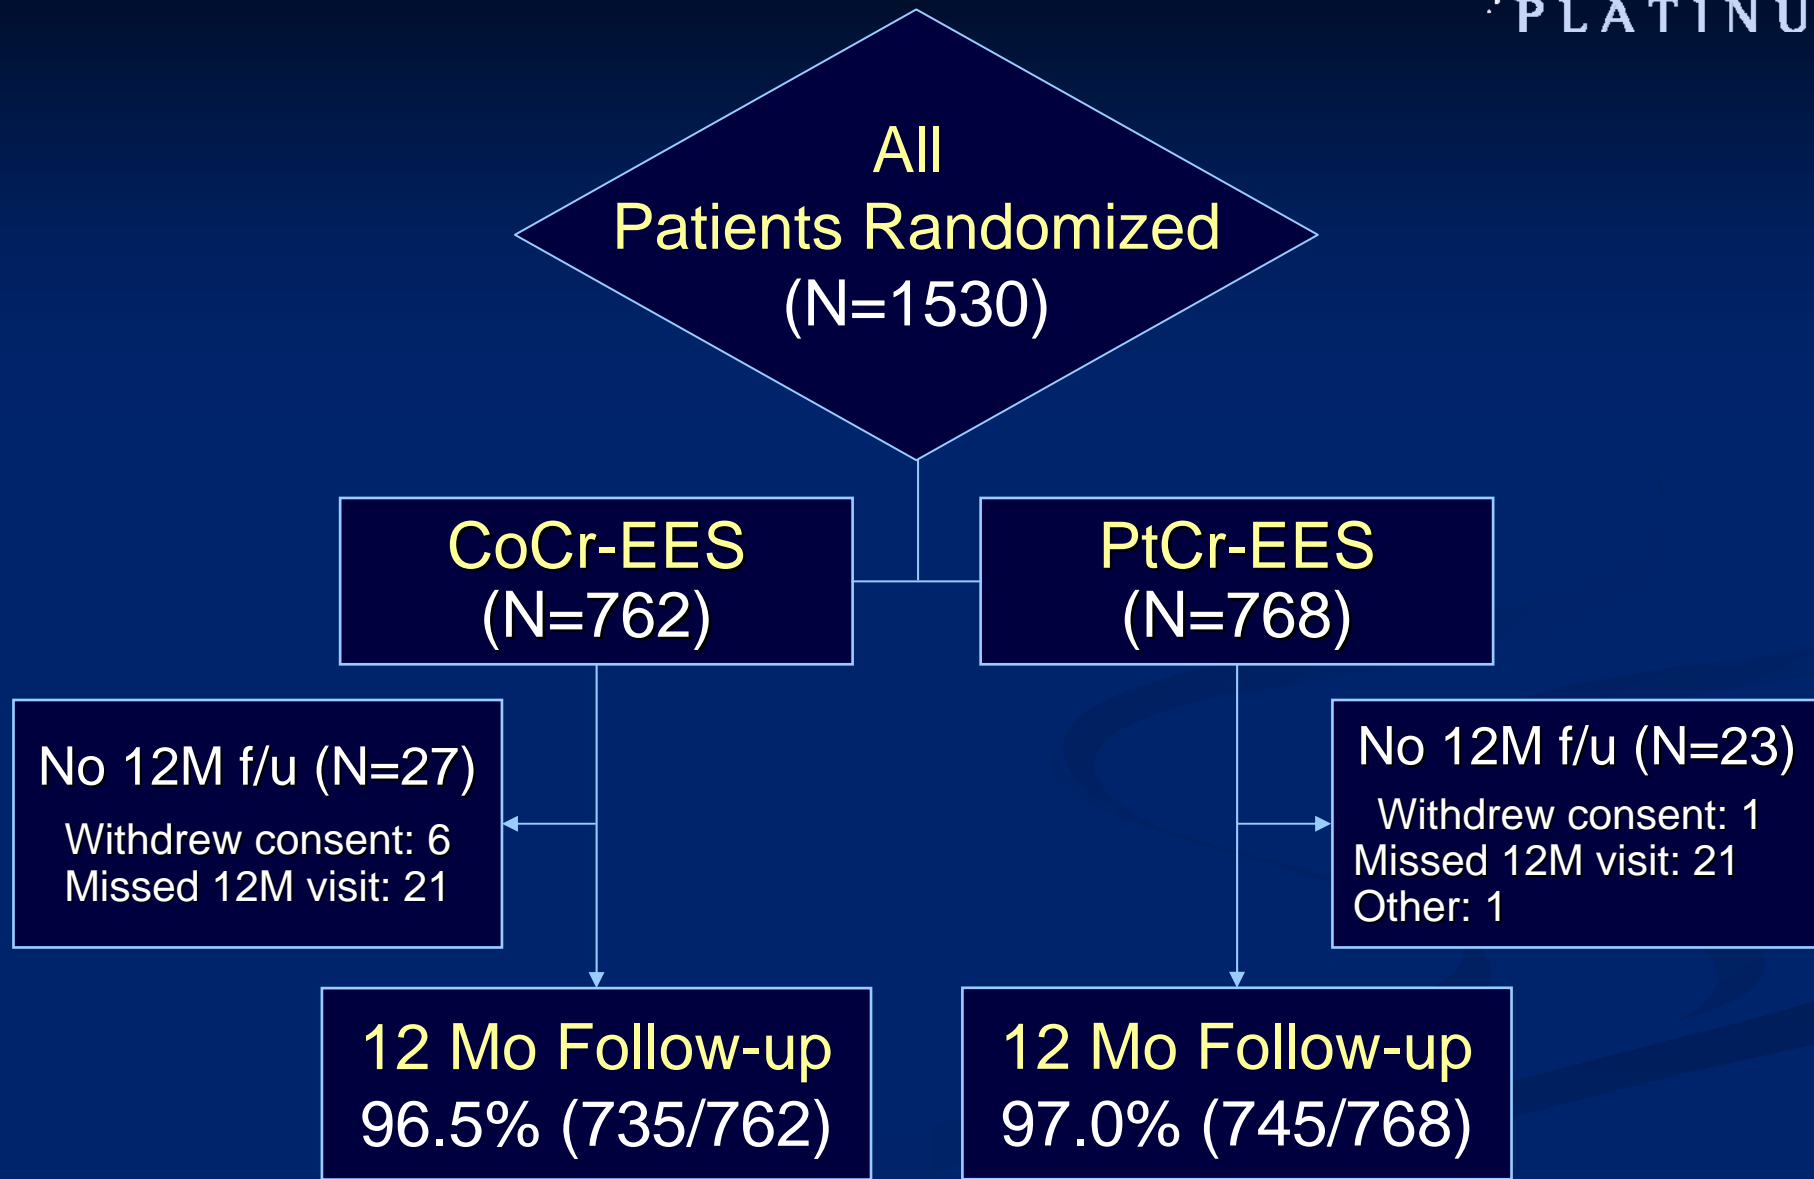 PLATINU
All
Patients Randomized
(N=1530)
CoCr-EES
(N=762)
PtCr-EES
(N=768)
No 12M f/u (N=27)
Withdrew consent: 6
Missed 12M visit: 21
No 12M f/u (N=23)
Withdrew consent: 1
Missed 12M visit: 21
Other: 1
12 Mo Follow-up
96.5% (735/762)
12 Mo Follow-up
97.0% (745/768)